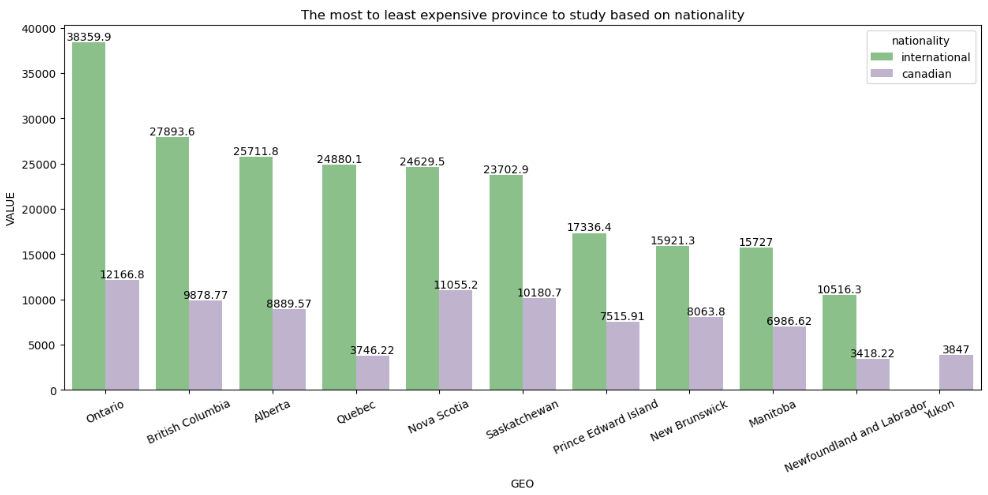 The most to least expensive province to study based on nationality
nationality
international
canadian
VALUE
40000
35000
30000
25000
20000
15000
10000
5000
0
38359.9
12166.8
27893.6
9878.77
25711.8
8889.57
24880.1
3746.22
24629.5
11055.2
23702.9
10180.7
17336.4
7515.91
15921.3
8063.8
15727
6986.62
10516.3
3418.22
3847
Ontario
British Columbia
Alberta
Quebec
Nova Scotia
Saskatchewan
Prince Edward Island
New Brunswick
Manitoba
Newfoundland and Labrador
Yukon
GEO